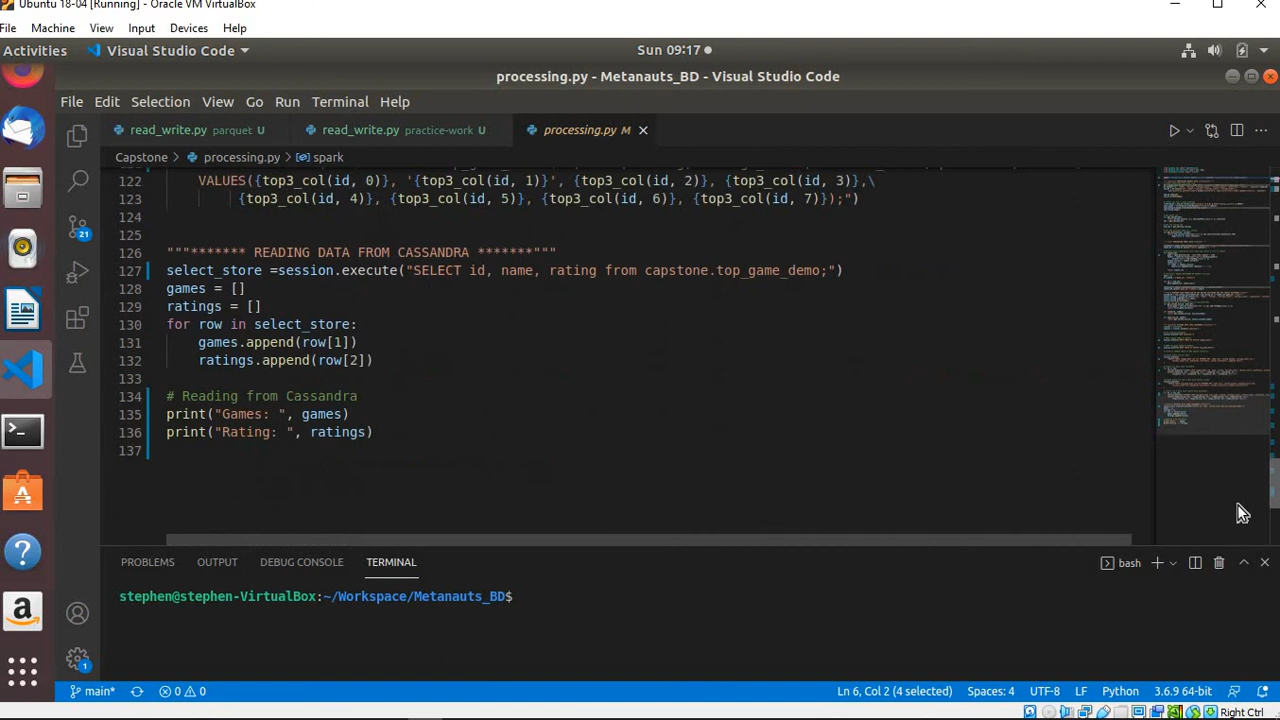 Ubuntu 18-04 [Running] - Oracle VM VirtualBox
File Machine View Input Devices Help
Activities Visual Studio Code Sun 09:17
processing.py - Metanauts_BD - Visual Studio Code
File Edit Selection View Go Run Terminal Help
read_write.py parquet U read_write.py practice-work U processing.py M
Capstone > processing.py > spark
122 VALUES({top3_col(id, 0)}, '{top3_col(id, 1)}', {top3_col(id, 2)}, {top3_col(id, 3)},\
123 {top3_col(id, 4)}, {top3_col(id, 5)}, {top3_col(id, 6)}, {top3_col(id, 7)});")
124
125
126 """******* READING DATA FROM CASSANDRA ******"""
127 select_store =session.execute("SELECT id, name, rating from capstone.top_game_demo;")
128 games = []
129 ratings = []
130 for row in select_store:
131 games.append(row[1])
132 ratings.append(row[2])
133
134 # Reading from Cassandra
135 print("Games: ", games)
136 print("Rating: ", ratings)
137
21
PROBLEMS OUTPUT DEBUG CONSOLE TERMINAL bash
stephen@stephen-VirtualBox:~/Workspace/Metanauts_BD$
1
main* 0 0 Ln 6, Col 2 (4 selected) Spaces: 4 UTF-8 LF Python 3.6.9 64-bit
Right Ctrl